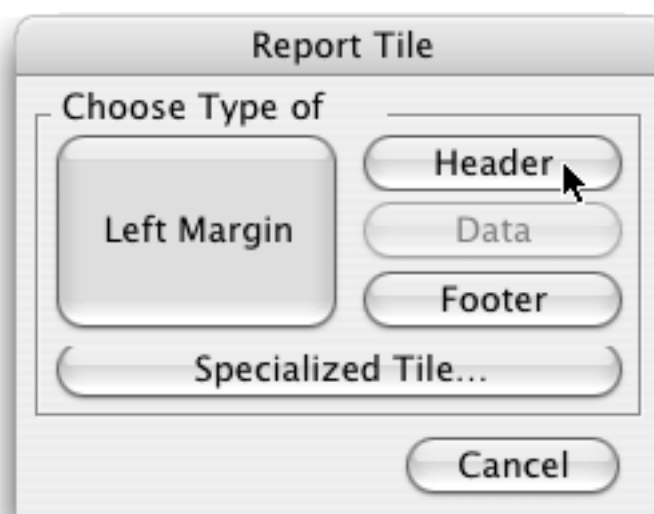 Report Tile
Choose Type of
Left Margin
Header
Data
Footer
Specialized Tile...
Cancel